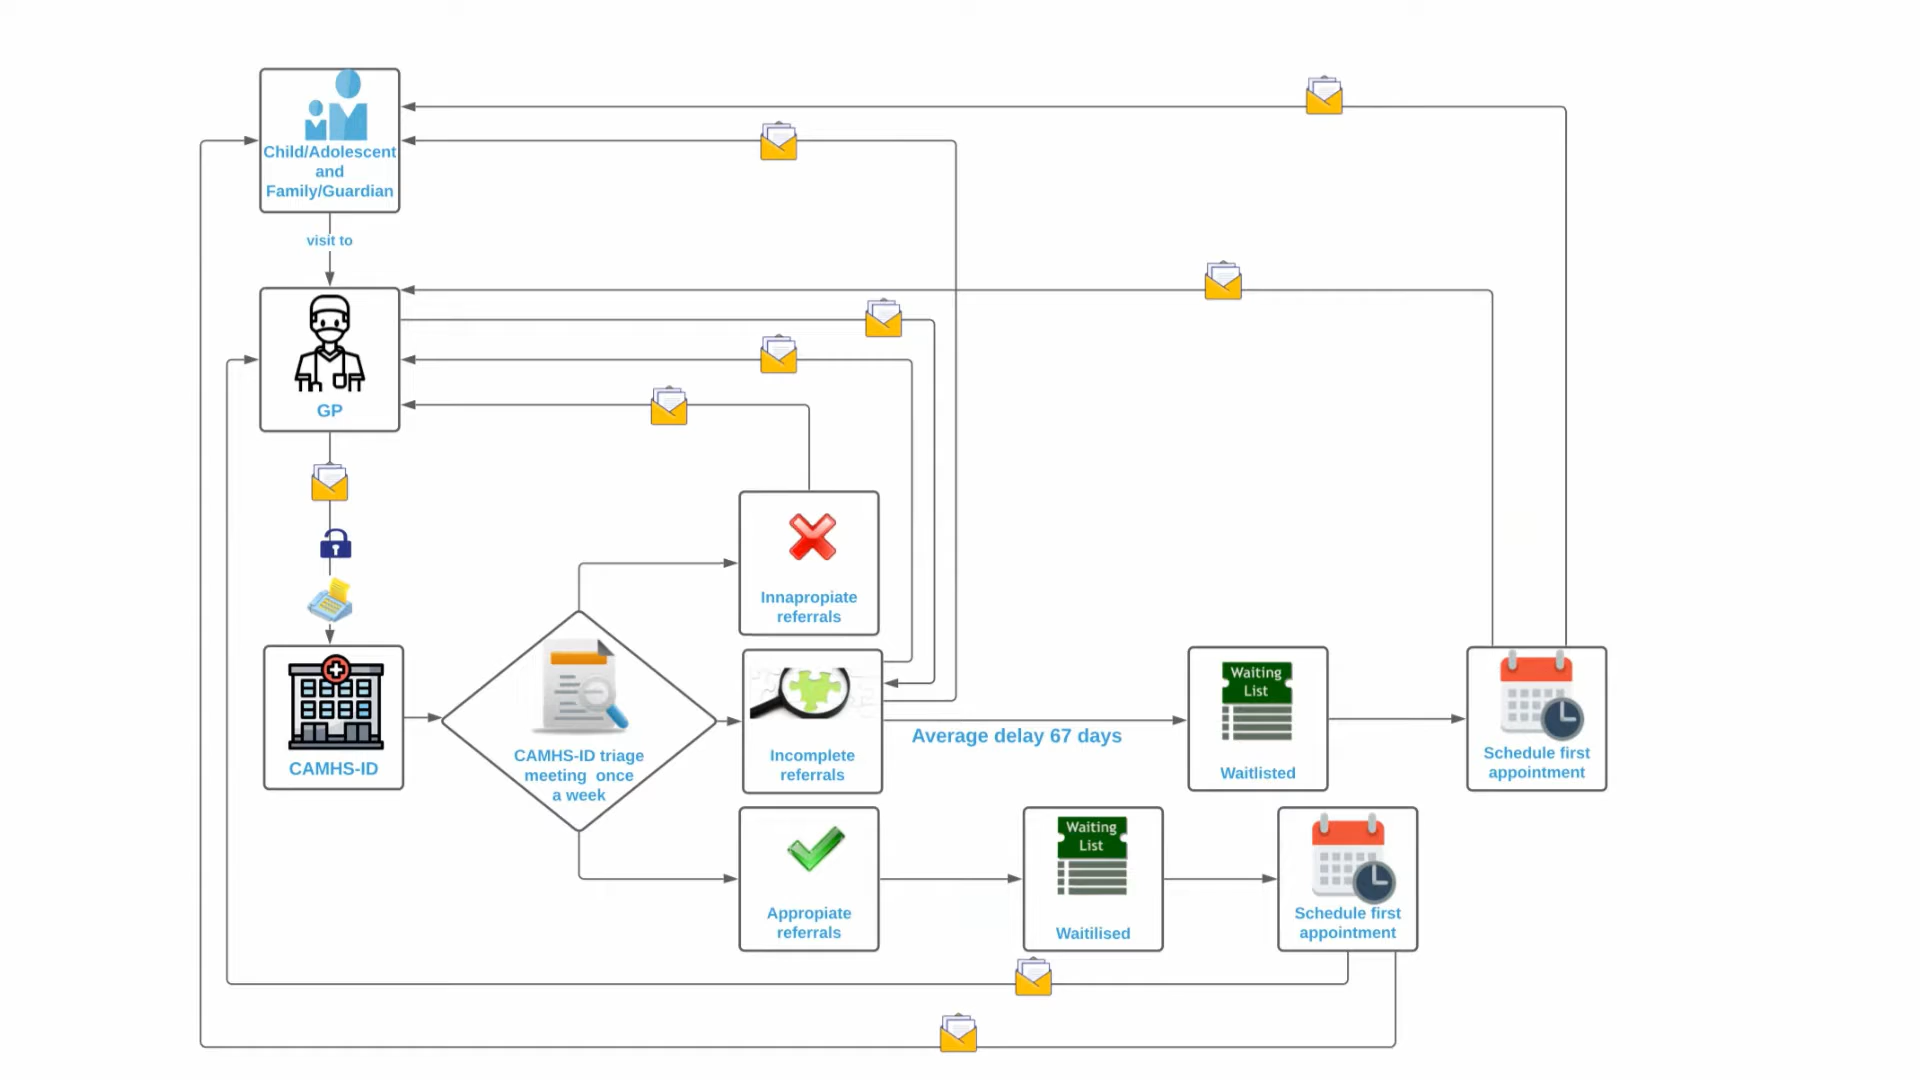 Child/Adolescent
and
Family/Guardian
visit to
GP
CAMHS-ID
CAMHS-ID triage
meeting once
a week
Innapropiate
referrals
Incomplete
referrals
Average delay 67 days
Waiting
List
Waitlisted
Schedule first
appointment
Appropiate
referrals
Waiting
List
Waitilised
Schedule first
appointment